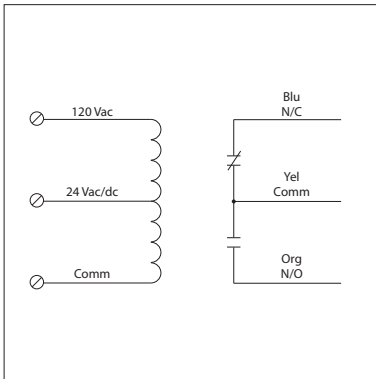 120 Vac
24 Vac/dc
Comm
Blu
N/C
Yel
Comm
Org
N/O